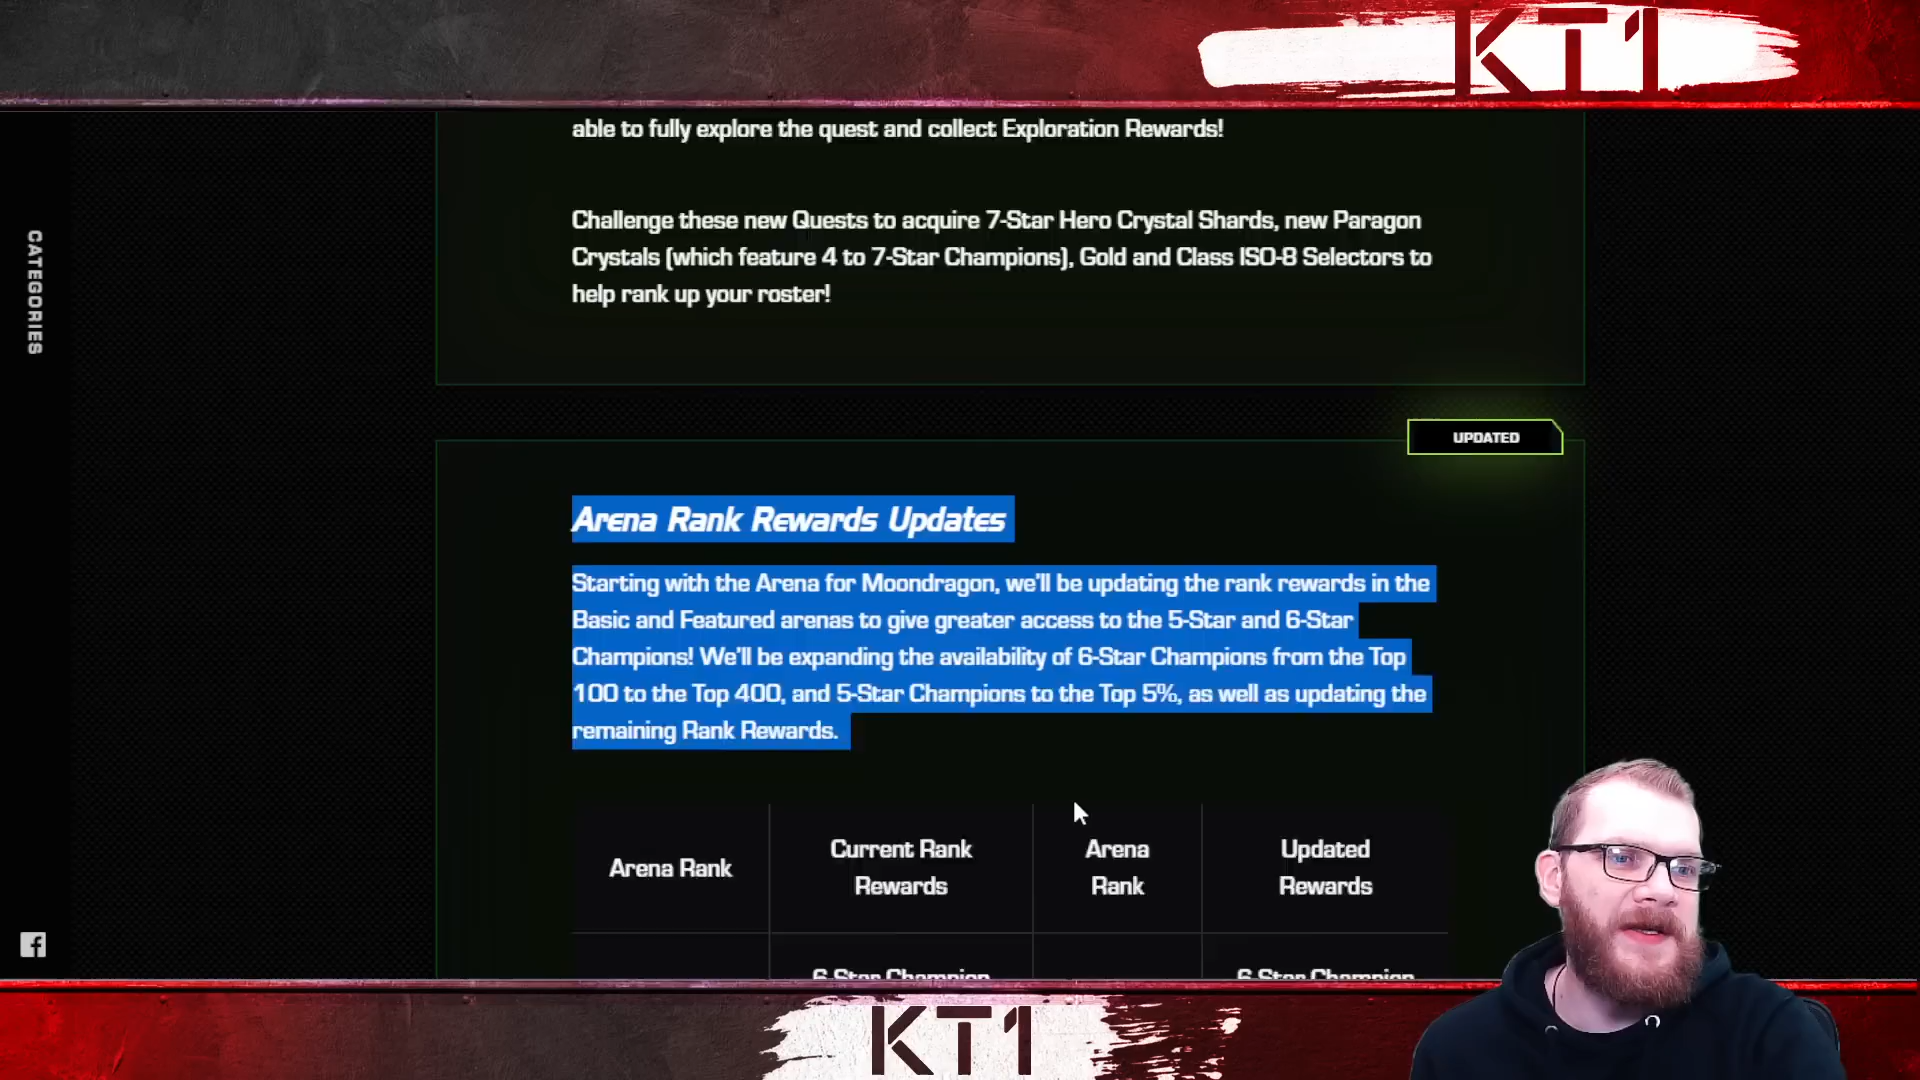 KT1
able to fully explore the quest and collect Exploration Rewards!
Challenge these new Quests to acquire 7-Star Hero Crystal Shards, new Paragon
Crystals (which feature 4 to 7-Star Champions), Gold and Class ISO-8 Selectors to
help rank up your roster!
CATEGORIES
UPDATED
Arena Rank Rewards Updates
Starting with the Arena for Moondragon, we'll be updating the rank rewards in the
Basic and Featured arenas to give greater access to the 5-Star and 6-Star
Champions! We'll be expanding the availability of 6-Star Champions from the Top
100 to the Top 400, and 5-Star Champions to the Top 5%, as well as updating the
remaining Rank Rewards.
Arena Rank
Current Rank
Rewards
Arena
Rank
Updated
Rewards
6-Star Champion
6-Star Champion
KT1